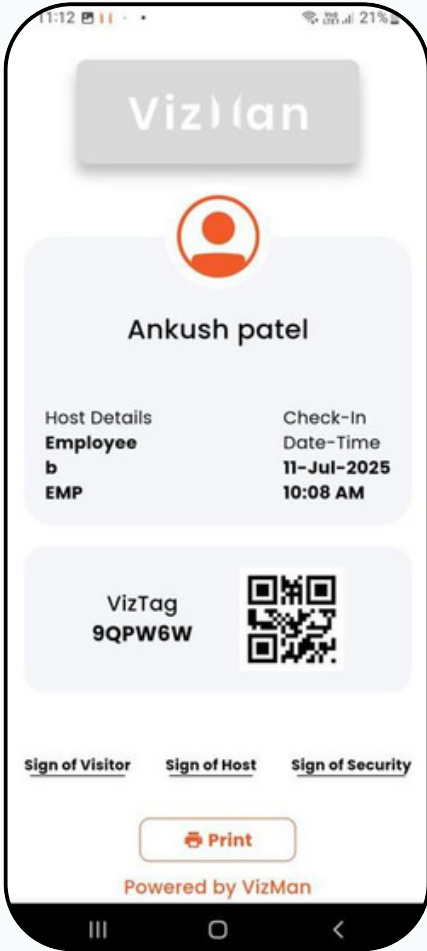 11:12 21%
VizMan
Ankush patel
Host Details
Employee
b
EMP
Check-In
Date-Time
11-Jul-2025
10:08 AM
VizTag
9QPW6W
Sign of Visitor Sign of Host Sign of Security
Print
Powered by VizMan